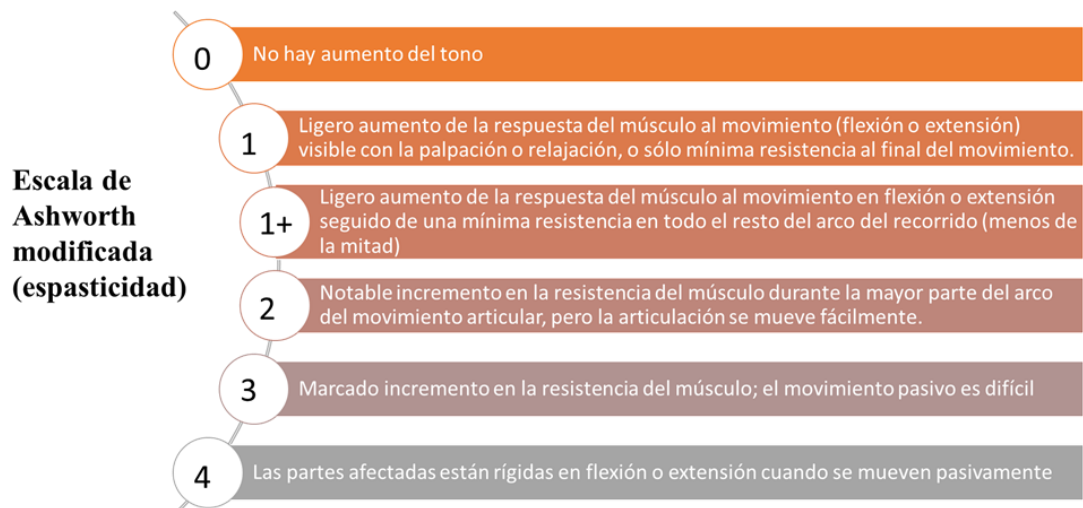 Escala de
Ashworth
modificada
(espasticidad)
0
No hay aumento del tono
1
Ligero aumento de la respuesta del músculo al movimiento (flexión o extensión)
visible con la palpación o relajación, o sólo mínima resistencia al final del movimiento.
1+
Ligero aumento de la respuesta del músculo al movimiento en flexión o extensión
seguido de una mínima resistencia en todo el resto del arco del recorrido (menos de
la mitad)
2
Notable incremento en la resistencia del músculo durante la mayor parte del arco
del movimiento articular, pero la articulación se mueve fácilmente.
3
Marcado incremento en la resistencia del músculo; el movimiento pasivo es difícil
4
Las partes afectadas están rígidas en flexión o extensión cuando se mueven pasivamente